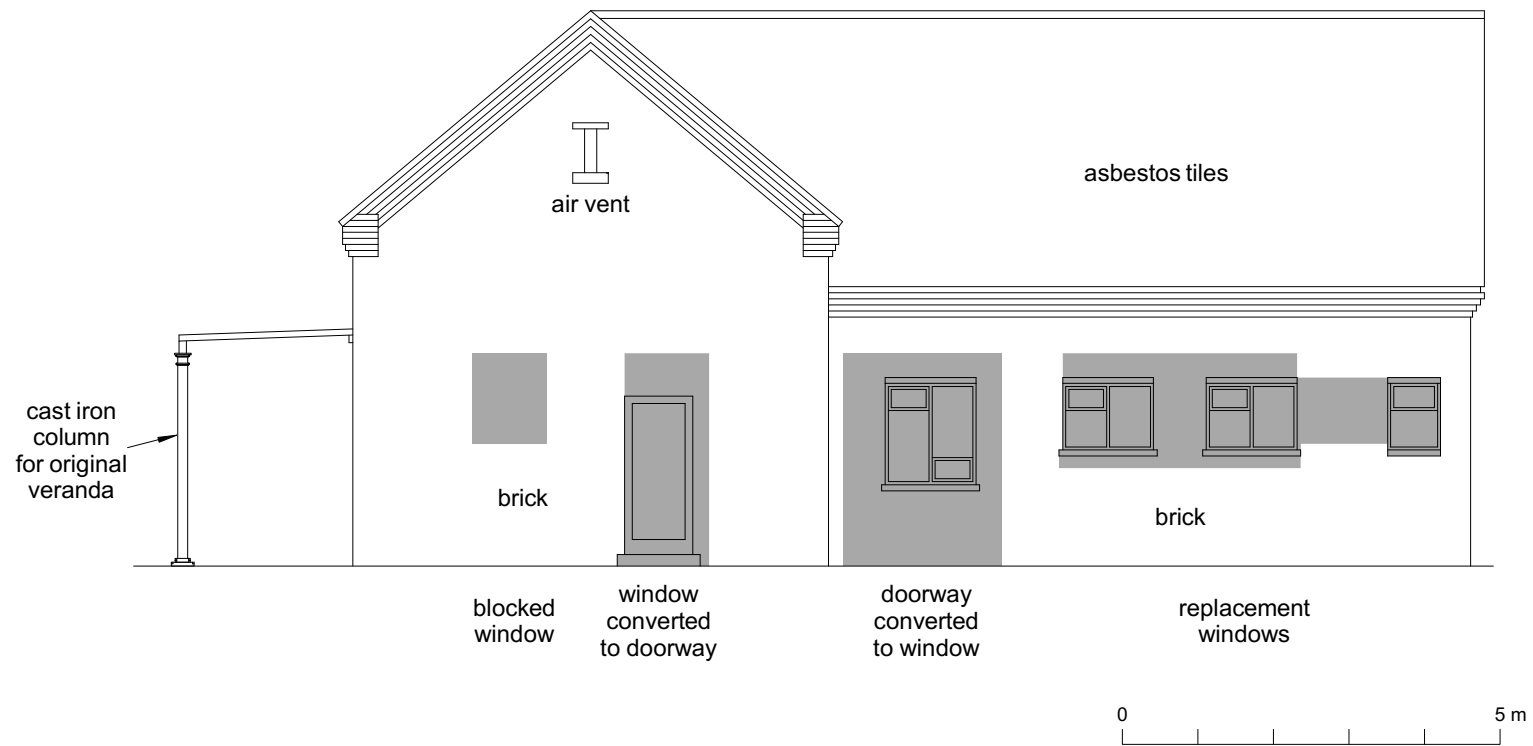 asbestos tiles
air vent
cast iron
column
for original
veranda
brick
brick
blocked
window
window
converted
to doorway
doorway
converted
to window
replacement
windows
0
5 m